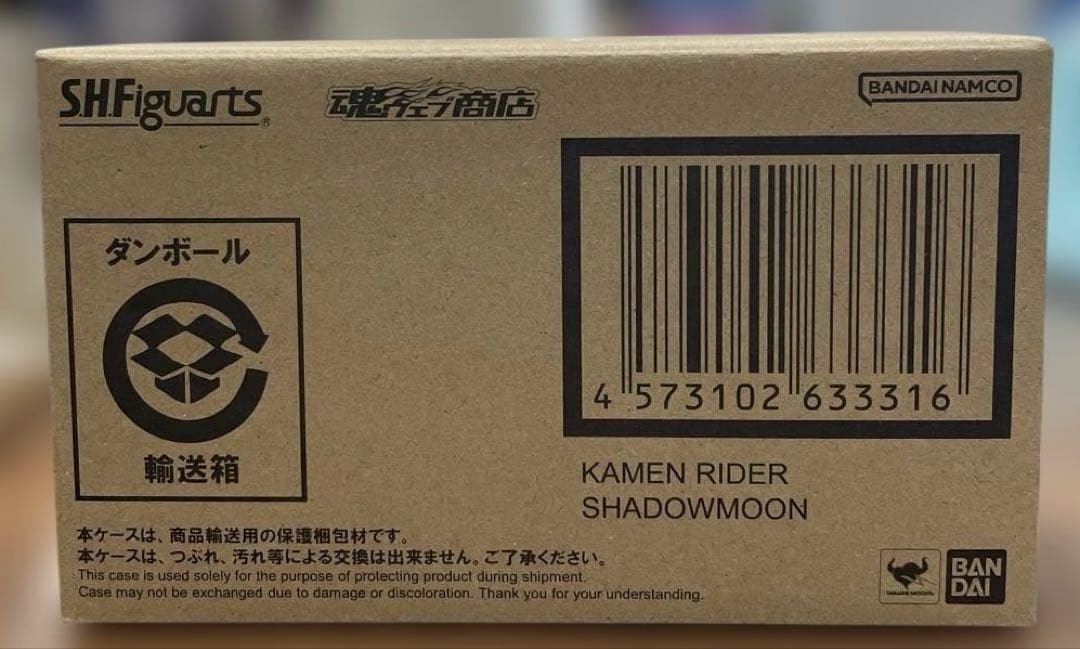 S.H.Figuarts®
魂ウェブ商店
BANDAI NAMCO
ダンボール
輸送箱
4 573102 633316
KAMEN RIDER
SHADOWMOON
本ケースは、商品輸送用の保護梱包材です。
本ケースは、つぶれ、汚れ等による交換は出来ません。ご了承ください。
This case is used solely for the purpose of protecting product during shipment.
Case may not be exchanged due to damage or discoloration. Thank you for your understanding.
BAN
DAI